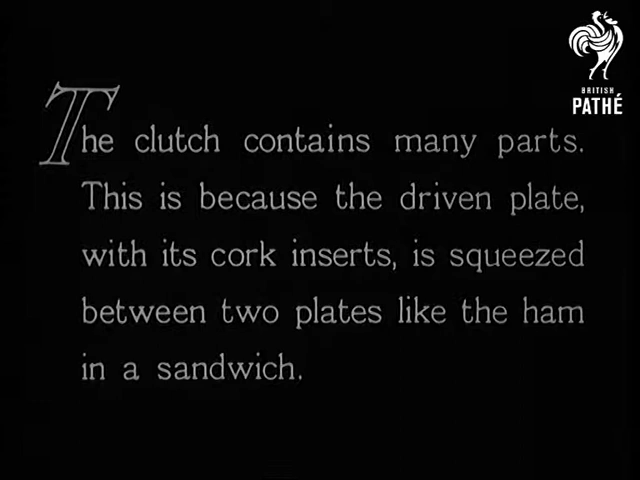 BRITISH
PATHÉ
The clutch contains many parts.
This is because the driven plate,
with its cork inserts, is squeezed
between two plates like the ham
in a sandwich.